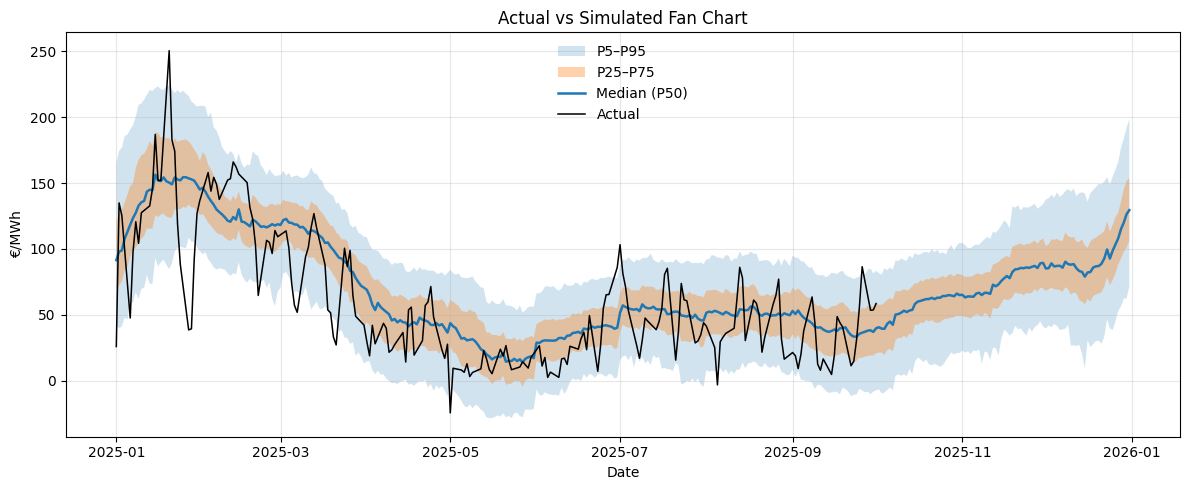 Actual vs Simulated Fan Chart
P5–P95
P25–P75
Median (P50)
Actual
€/MWh
250
200
150
100
50
0
2025-01
2025-03
2025-05
2025-07
2025-09
2025-11
2026-01
Date